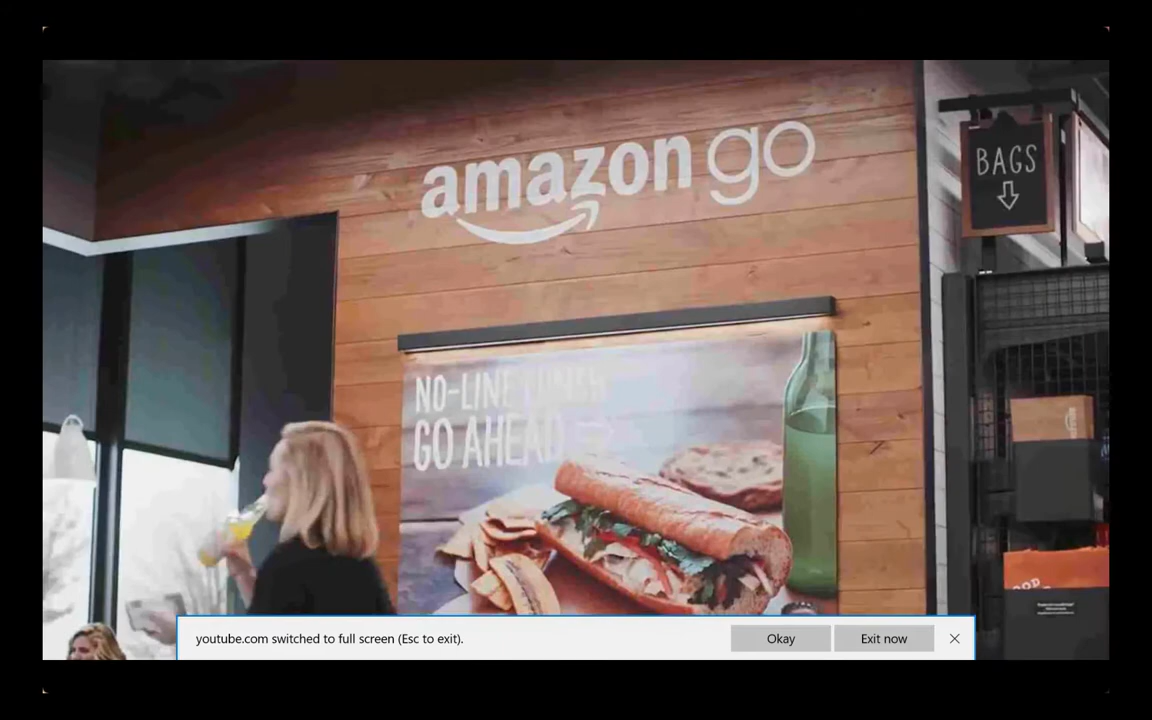 amazon go
BAGS
NO-LINE LUNCH
GO AHEAD
youtube.com switched to full screen (Esc to exit).
Okay
Exit now